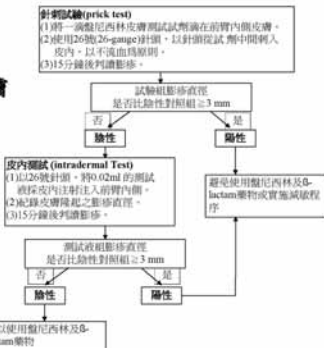 針刺試驗(prick test)
(1)將一滴盤尼西林皮膚測試試劑滴在前臂內側皮膚。
(2)使用26號(26-gauge)針頭，以針頭從試劑中間刺入
皮內，以不流血為原則。
(3)15分鐘後判讀膨疹。
試驗組膨疹直徑
是否比陰性對照組≧3 mm
否
是
陰性
陽性
皮內測試 (intradermal Test)
(1)以26號針頭，將0.02ml 的測試
液採皮內注射注入前臂內側。
(2)紀錄皮膚隆起之膨疹直徑。
(3)15分鐘後判讀膨疹。
避免使用盤尼西林及ß-
lactam藥物或實施減敏程
序
測試液組膨疹直徑
是否比陰性對照組≧3 mm
否
是
陰性
陽性
以使用盤尼西林及ß-
tam藥物